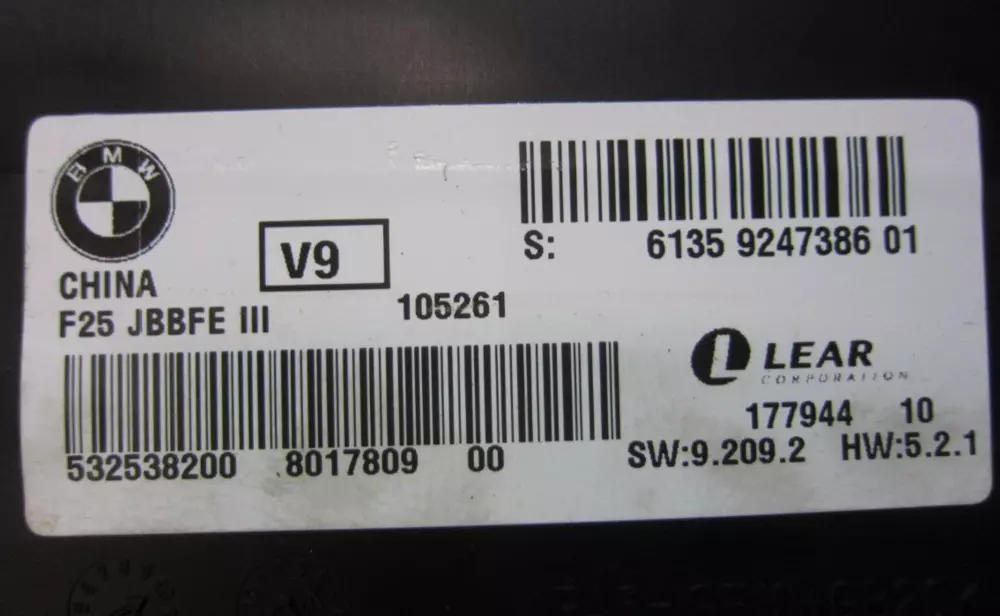 BMW
S: 6135 9247386 01
V9
CHINA
105261
F25 JBBFE III
LEAR
CORPORATION
177944 10
532538200 8017809 00
SW:9.209.2 HW:5.2.1